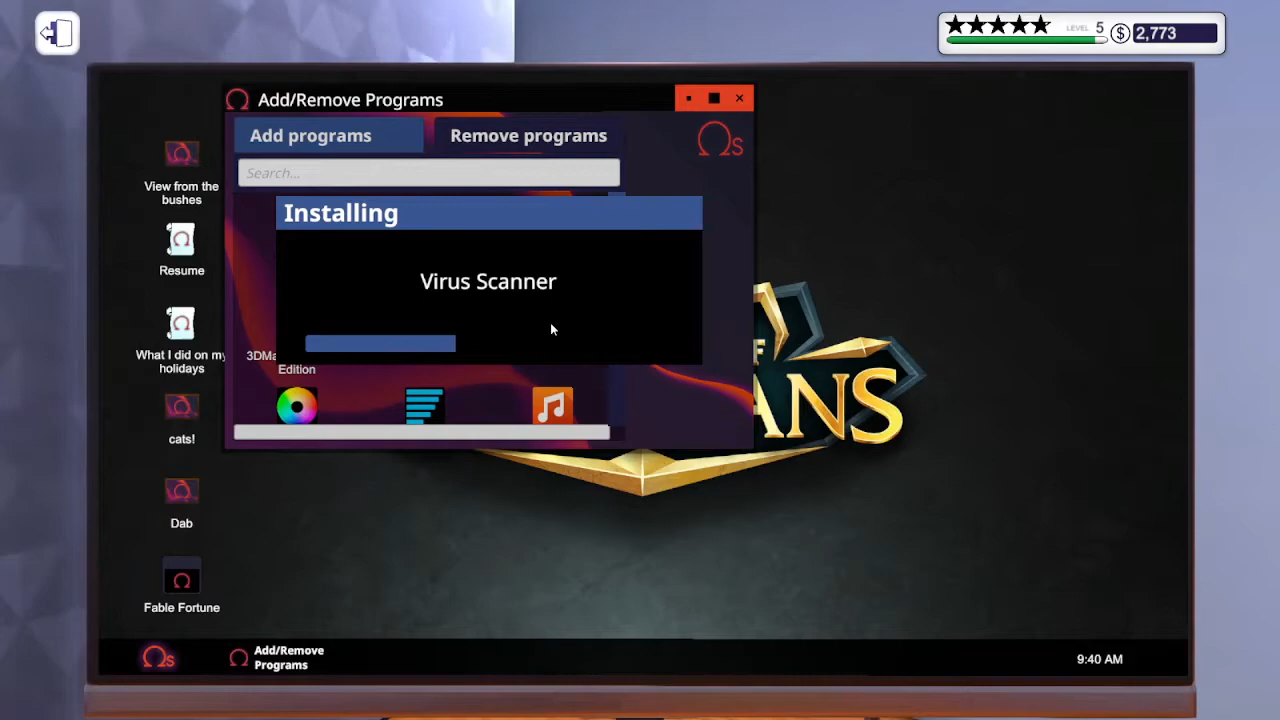 LEVEL 5
2,773
Add/Remove Programs
Add programs
Remove programs
Search...
Installing
Virus Scanner
3DMa
Edition
View from the
bushes
Resume
What I did on my
holidays
cats!
Dab
Fable Fortune
F
ANS
Ωs
Add/Remove
Programs
9:40 AM